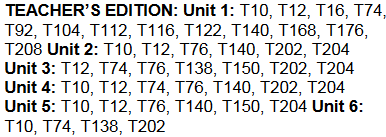 TEACHER’S EDITION: Unit 1: T10, T12, T16, T74,
T92, T104, T112, T116, T122, T140, T168, T176,
T208 Unit 2: T10, T12, T76, T140, T202, T204
Unit 3: T12, T74, T76, T138, T150, T202, T204
Unit 4: T10, T12, T74, T76, T140, T202, T204
Unit 5: T10, T12, T76, T140, T150, T204 Unit 6:
T10, T74, T138, T202